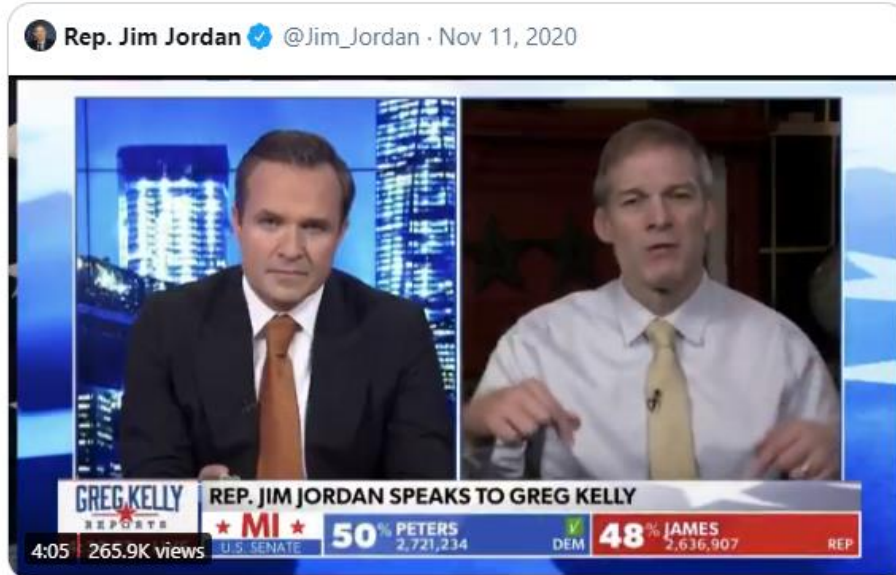 Rep. Jim Jordan @Jim_Jordan · Nov 11, 2020
GREG KELLY
REPORTS
REP. JIM JORDAN SPEAKS TO GREG KELLY
MI
U.S. SENATE
50% PETERS
2,721,234
DEM
48% JAMES
2,636,907
REP
4:05 265.9K views